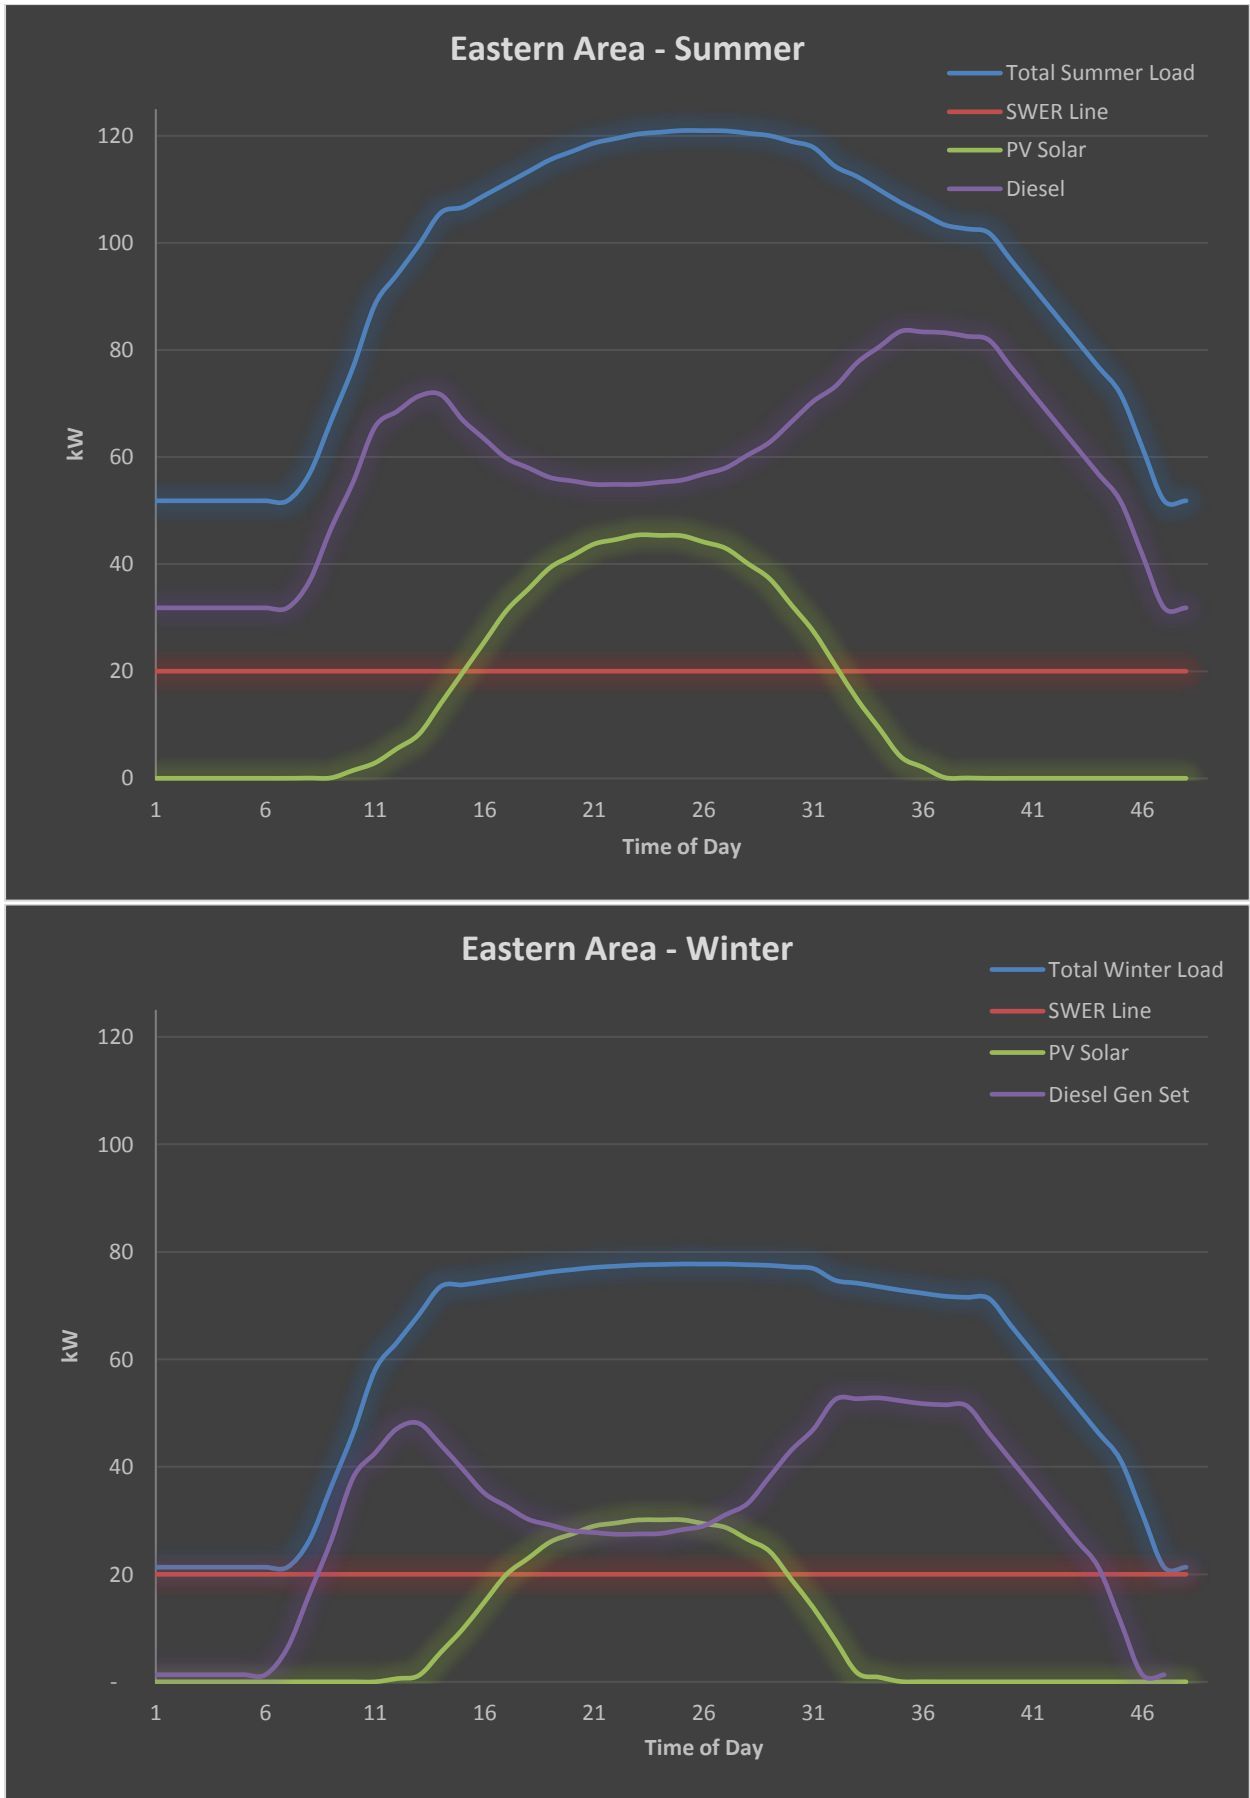 Eastern Area - Summer
Total Summer Load
SWER Line
PV Solar
Diesel
120
100
80
60
40
20
0
kW
1 6 11 16 21 26 31 36 41 46
Time of Day
Eastern Area - Winter
Total Winter Load
SWER Line
PV Solar
Diesel Gen Set
120
100
80
60
40
20
-
kW
1 6 11 16 21 26 31 36 41 46
Time of Day